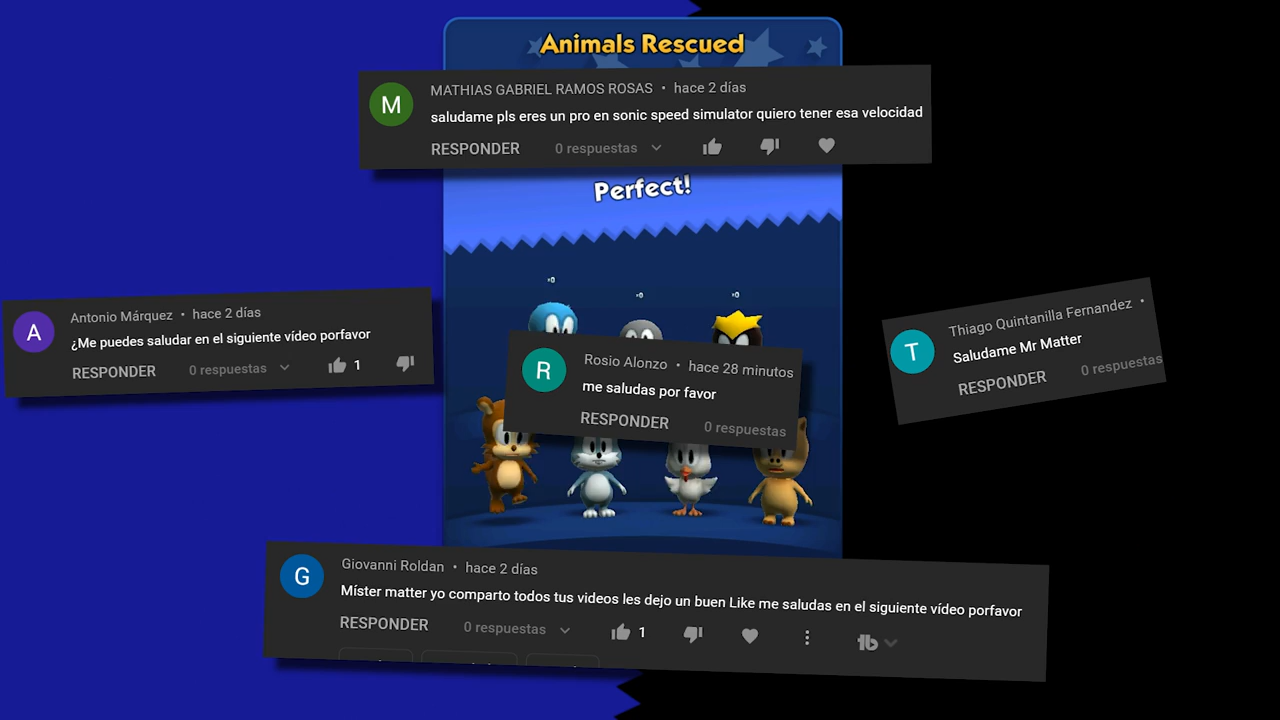 Animals Rescued
M
MATHIAS GABRIEL RAMOS ROSAS • hace 2 días
saludame pls eres un pro en sonic speed simulator quiero tener esa velocidad
RESPONDER 0 respuestas
Perfect!
A
Antonio Márquez • hace 2 días
¿Me puedes saludar en el siguiente vídeo porfavor
RESPONDER 0 respuestas 1
+0 +0 +0
T
Thiago Quintanilla Fernandez •
Saludame Mr Matter
RESPONDER 0 respuestas
R
Rosio Alonzo • hace 28 minutos
me saludas por favor
RESPONDER 0 respuestas
G
Giovanni Roldan • hace 2 días
Míster matter yo comparto todos tus videos les dejo un buen Like me saludas en el siguiente vídeo porfavor
RESPONDER 0 respuestas 1 tb